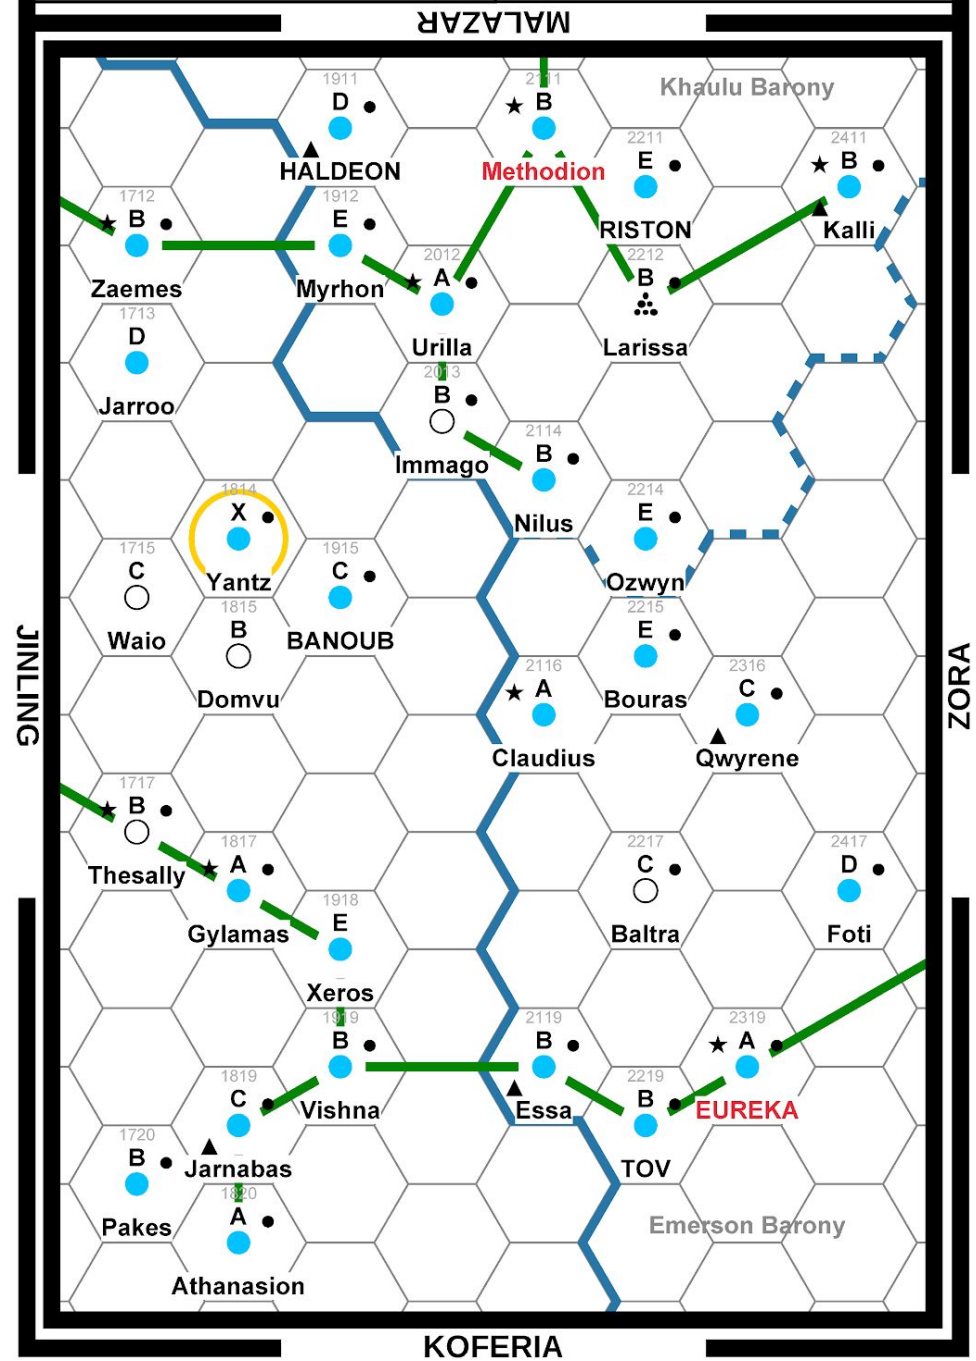 MALAZAR
1911
D
HALDEON
2111
B
Methodion
Khaulu Barony
2211
E
RISTON
2411
B
Kalli
1712
B
Zaemes
1912
E
Myrhon
2012
A
Urilla
2212
B
Larissa
1713
D
Jarroo
2013
B
Immago
2114
B
Nilus
1814
X
Yantz
2214
E
Ozwyn
1715
C
Waio
1915
C
BANOUB
1815
B
Domvu
2215
E
Bouras
JINLING
ZORA
2116
A
Claudius
2316
C
Qwyrene
1717
B
Thesally
1817
A
Gylamas
2217
C
Baltra
2417
D
Foti
1918
E
Xeros
1919
B
Vishna
2119
B
Essa
2319
A
EUREKA
1819
C
Jarnabas
2219
B
TOV
1720
B
Pakes
1820
A
Athanasion
Emerson Barony
KOFERIA